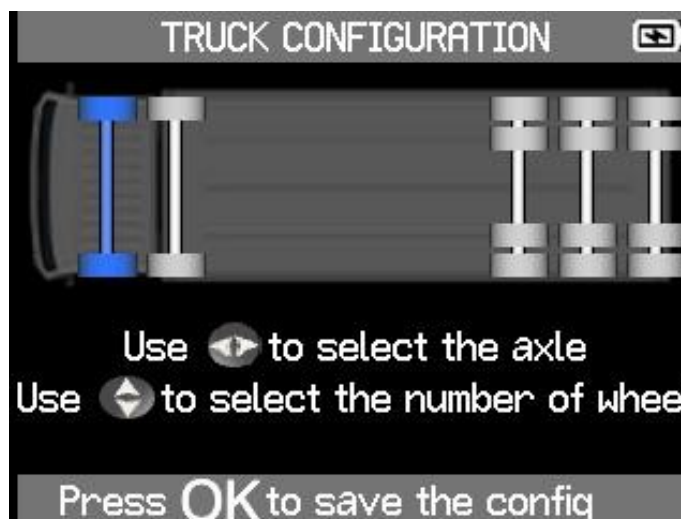 TRUCK CONFIGURATION
Use to select the axle
Use to select the number of whee
Press OK to save the config